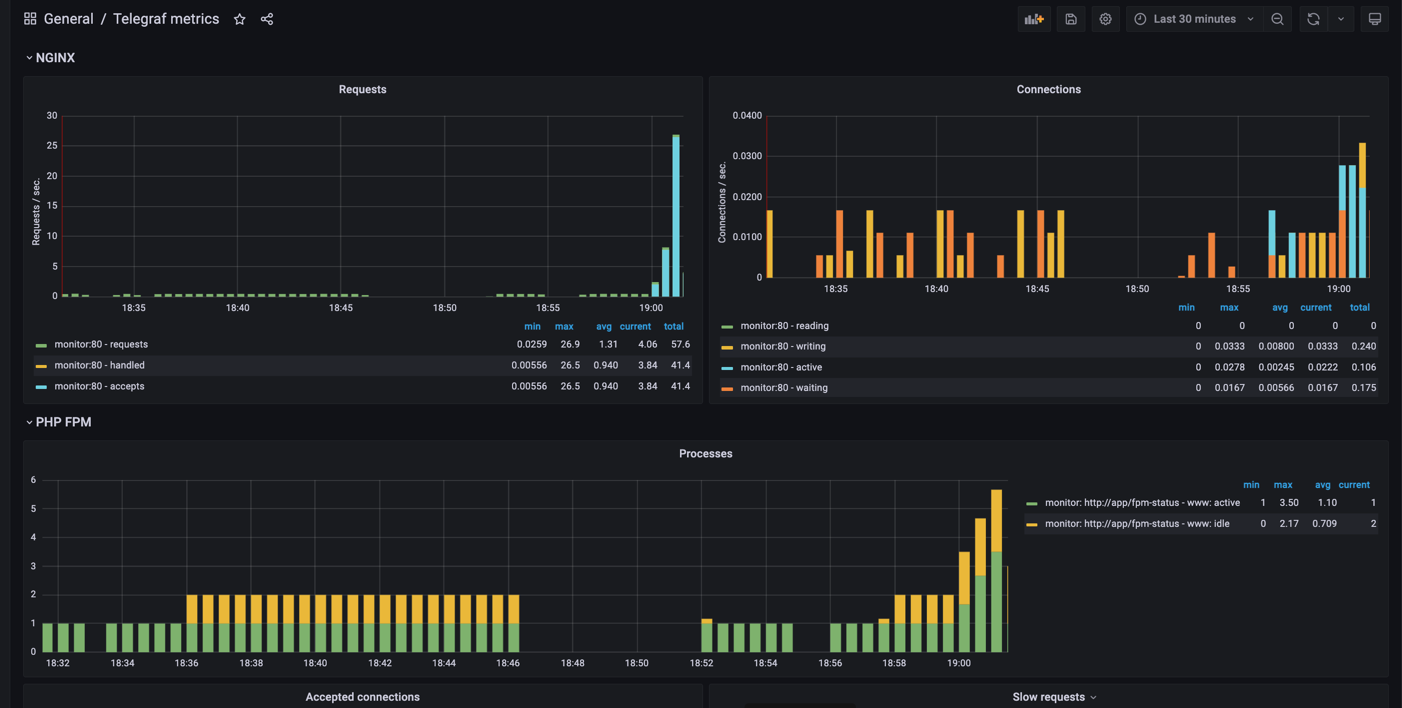 General / Telegraf metrics
Last 30 minutes
NGINX
Requests
Requests / sec.
30
25
20
15
10
5
0
18:35 18:40 18:45 18:50 18:55 19:00
min max avg current total
monitor:80 - requests 0.0259 26.9 1.31 4.06 57.6
monitor:80 - handled 0.00556 26.5 0.940 3.84 41.4
monitor:80 - accepts 0.00556 26.5 0.940 3.84 41.4
Connections
Connections / sec.
0.0400
0.0300
0.0200
0.0100
0
18:35 18:40 18:45 18:50 18:55 19:00
min max avg current total
monitor:80 - reading 0 0 0 0 0
monitor:80 - writing 0 0.0333 0.00800 0.0333 0.240
monitor:80 - active 0 0.0278 0.00245 0.0222 0.106
monitor:80 - waiting 0 0.0167 0.00566 0.0167 0.175
PHP FPM
Processes
6
5
4
3
2
1
0
18:32 18:34 18:36 18:38 18:40 18:42 18:44 18:46 18:48 18:50 18:52 18:54 18:56 18:58 19:00
min max avg current
monitor: http://app/fpm-status - www: active 1 3.50 1.10 1
monitor: http://app/fpm-status - www: idle 0 2.17 0.709 2
Accepted connections
Slow requests